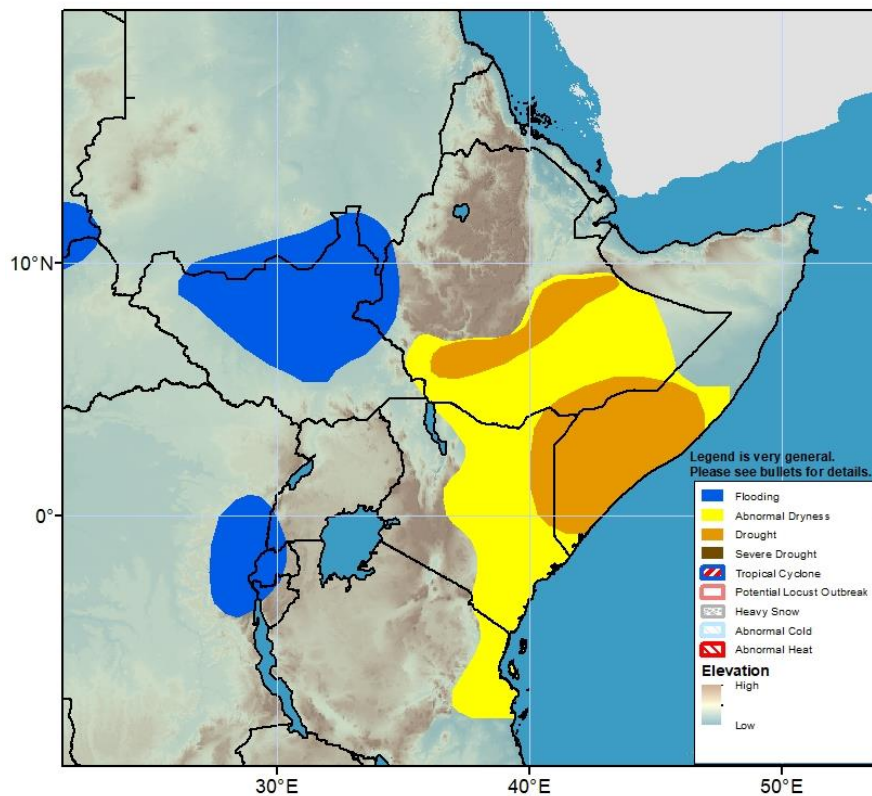 10°N
0°
30°E
40°E
50°E
Legend is very general.
Please see bullets for details.
Flooding
Abnormal Dryness
Drought
Severe Drought
Tropical Cyclone
Potential Locust Outbreak
Heavy Snow
Abnormal Cold
Abnormal Heat
Elevation
High
Low